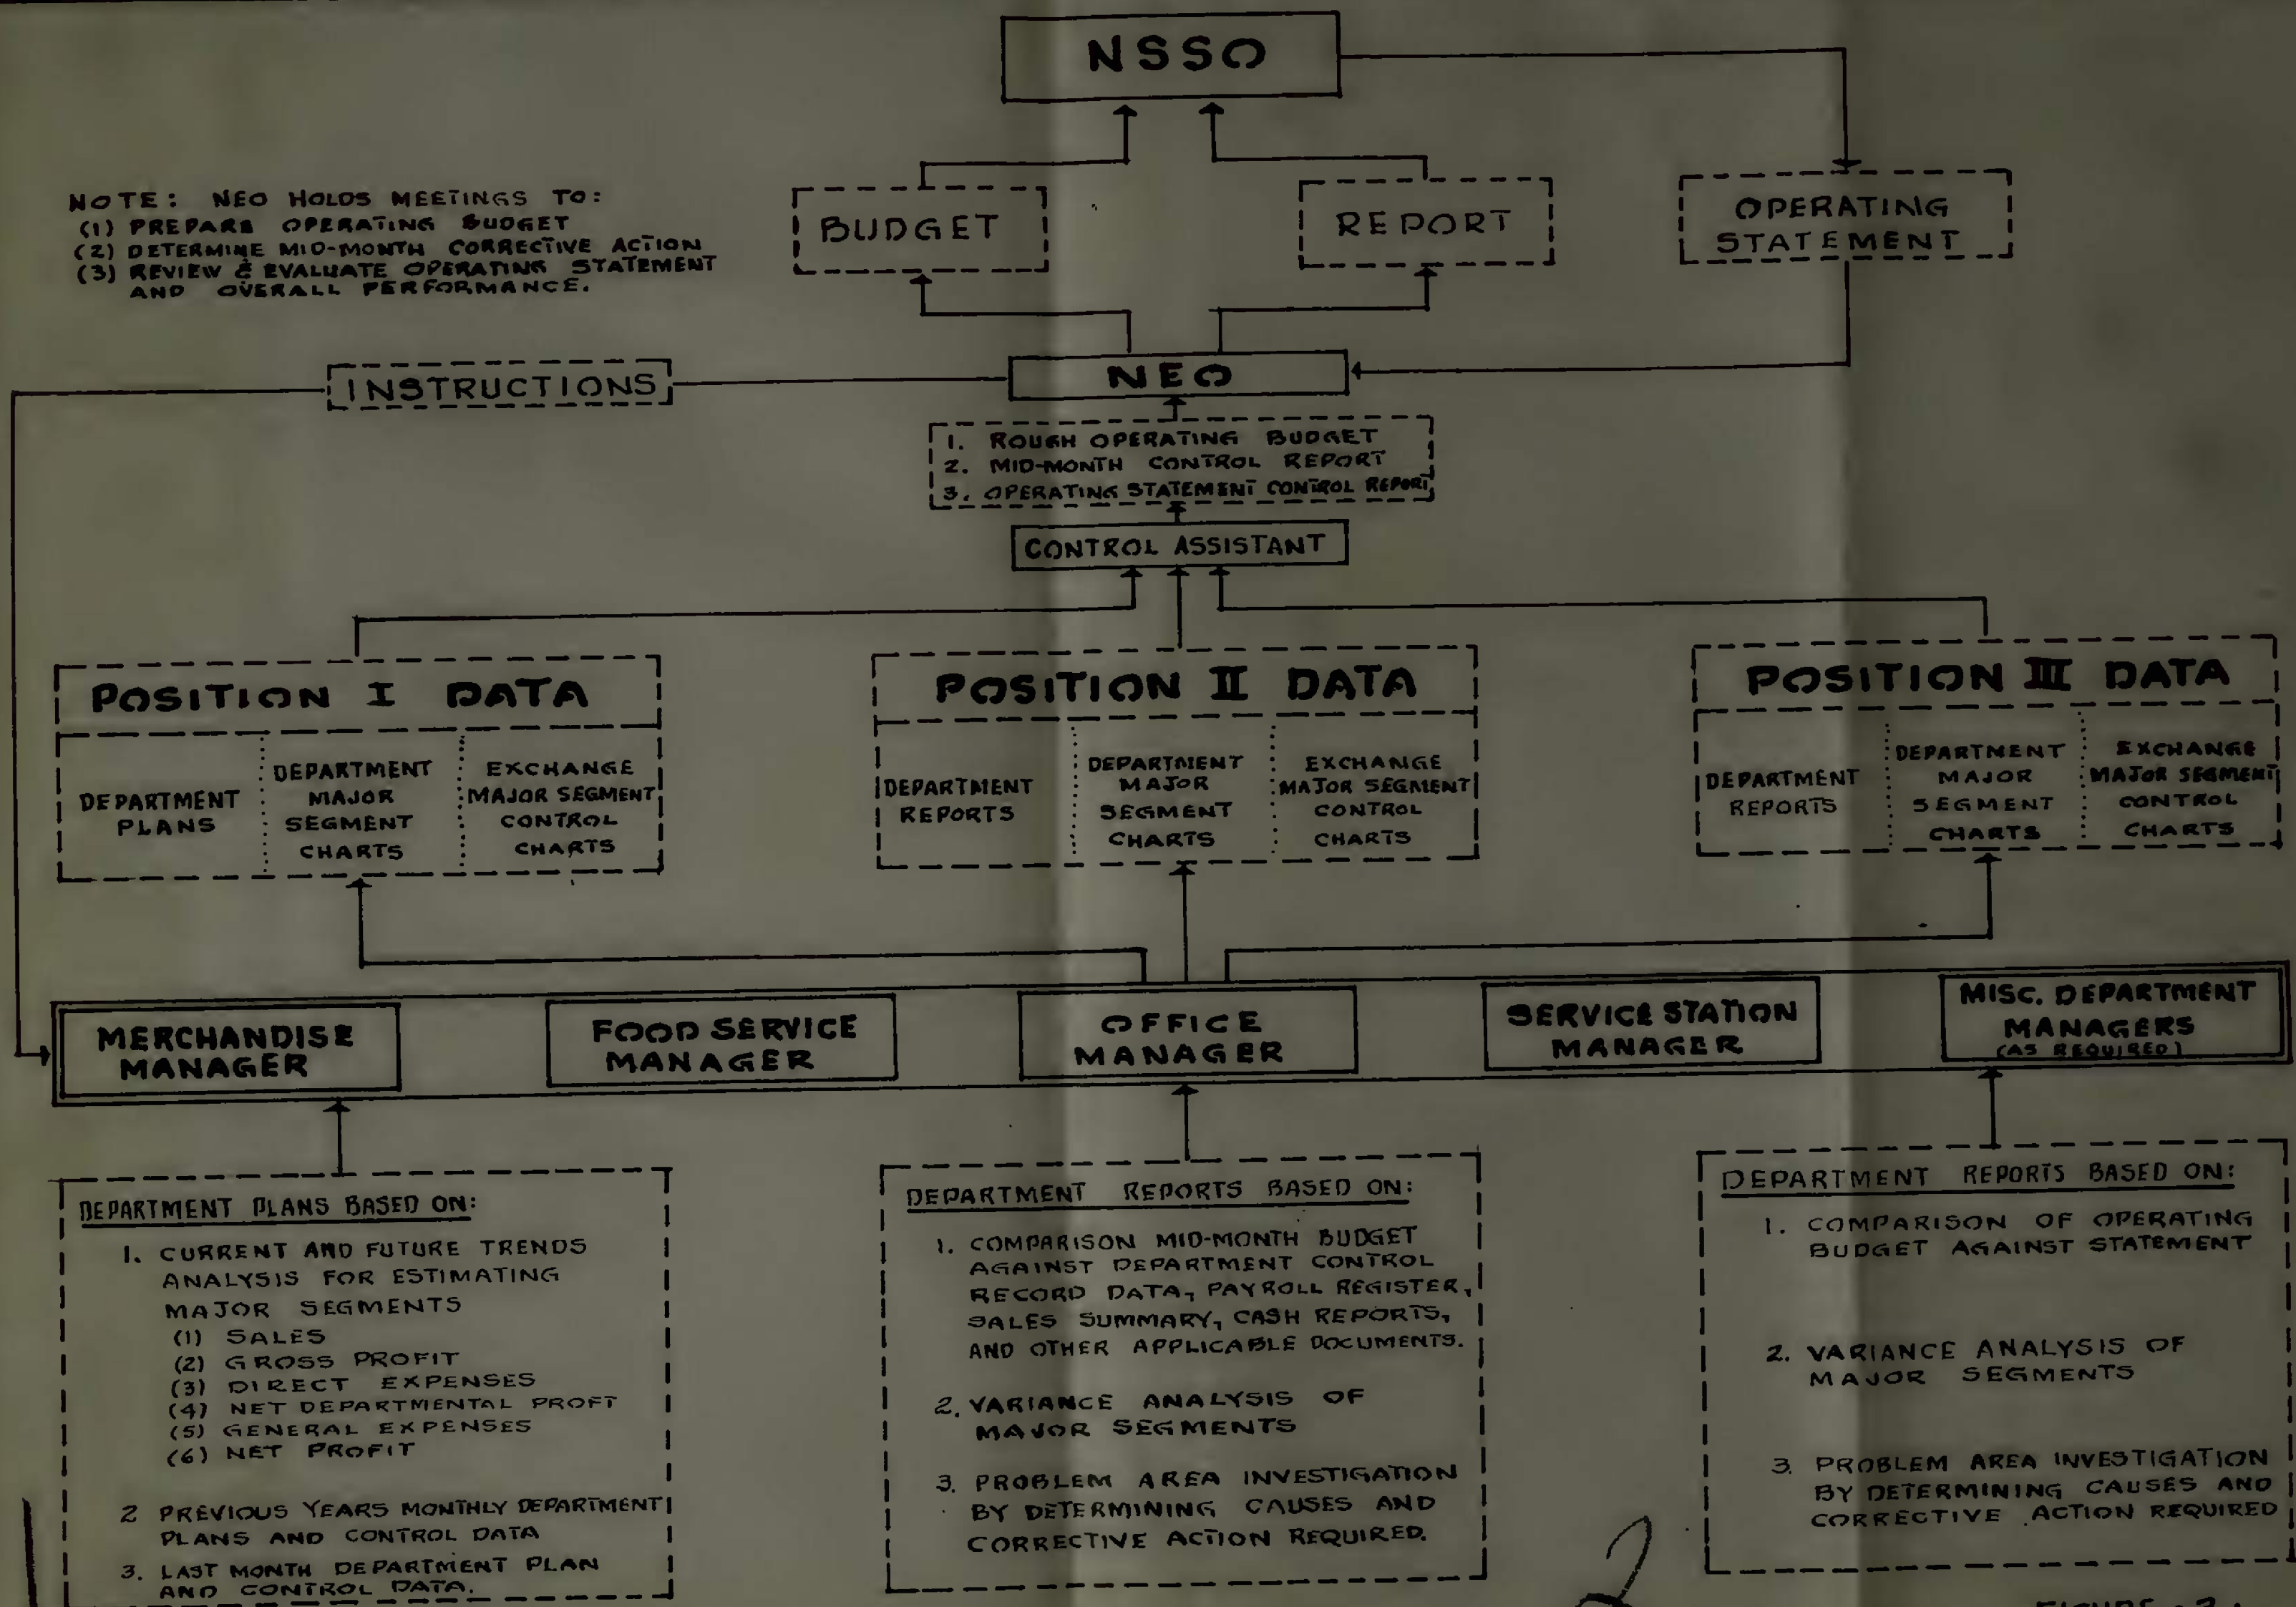 NSSO
NOTE: NEO HOLDS MEETINGS TO:
(1) PREPARE OPERATING BUDGET
(2) DETERMINE MID-MONTH CORRECTIVE ACTION
(3) REVIEW & EVALUATE OPERATING STATEMENT
AND OVERALL PERFORMANCE.
BUDGET
REPORT
OPERATING
STATEMENT
INSTRUCTIONS
NEO
1. ROUGH OPERATING BUDGET
2. MID-MONTH CONTROL REPORT
3. OPERATING STATEMENT CONTROL REPORT
CONTROL ASSISTANT
POSITION I DATA
DEPARTMENT
PLANS
DEPARTMENT
MAJOR
SEGMENT
CHARTS
EXCHANGE
MAJOR SEGMENT
CONTROL
CHARTS
POSITION II DATA
DEPARTMENT
REPORTS
DEPARTMENT
MAJOR
SEGMENT
CHARTS
EXCHANGE
MAJOR SEGMENT
CONTROL
CHARTS
POSITION III DATA
DEPARTMENT
REPORTS
DEPARTMENT
MAJOR
SEGMENT
CHARTS
EXCHANGE
MAJOR SEGMENT
CONTROL
CHARTS
MERCHANDISE
MANAGER
FOOD SERVICE
MANAGER
OFFICE
MANAGER
SERVICE STATION
MANAGER
MISC. DEPARTMENT
MANAGERS
(AS REQUIRED)
DEPARTMENT PLANS BASED ON:
1. CURRENT AND FUTURE TRENDS
ANALYSIS FOR ESTIMATING
MAJOR SEGMENTS
(1) SALES
(2) GROSS PROFIT
(3) DIRECT EXPENSES
(4) NET DEPARTMENTAL PROFT
(5) GENERAL EXPENSES
(6) NET PROFIT
2 PREVIOUS YEARS MONTHLY DEPARTMENT
PLANS AND CONTROL DATA
3. LAST MONTH DEPARTMENT PLAN
AND CONTROL DATA.
DEPARTMENT REPORTS BASED ON:
1. COMPARISON MID-MONTH BUDGET
AGAINST DEPARTMENT CONTROL
RECORD DATA, PAYROLL REGISTER,
SALES SUMMARY, CASH REPORTS,
AND OTHER APPLICABLE DOCUMENTS.
2. VARIANCE ANALYSIS OF
MAJOR SEGMENTS
3. PROBLEM AREA INVESTIGATION
BY DETERMINING CAUSES AND
CORRECTIVE ACTION REQUIRED.
DEPARTMENT REPORTS BASED ON:
1. COMPARISON OF OPERATING
BUDGET AGAINST STATEMENT
2. VARIANCE ANALYSIS OF
MAJOR SEGMENTS
3. PROBLEM AREA INVESTIGATION
BY DETERMINING CAUSES AND
CORRECTIVE ACTION REQUIRED
2
FIGURE - 2.